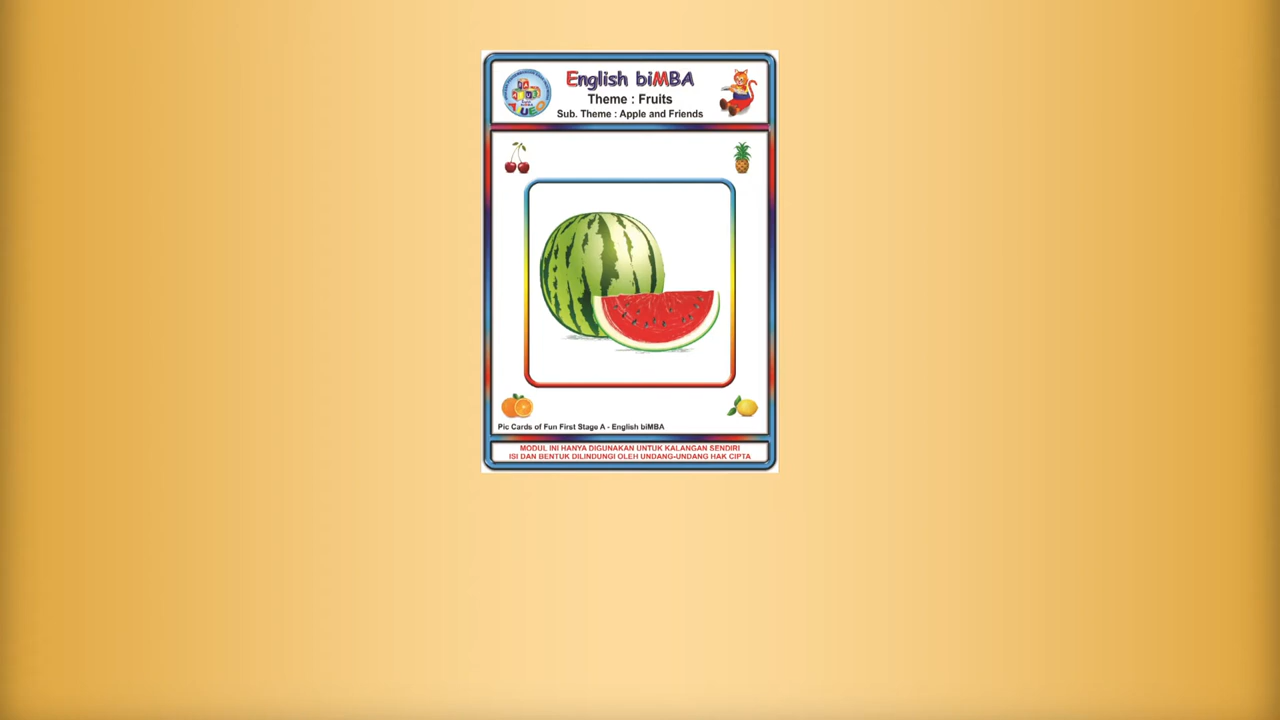 English biMBA
Theme : Fruits
Sub. Theme : Apple and Friends
Pic Cards of Fun First Stage A - English biMBA
MODUL INI HANYA DIGUNAKAN UNTUK KALANGAN SENDIRI
ISI DAN BENTUK DILINDUNGI OLEH UNDANG-UNDANG HAK CIPTA